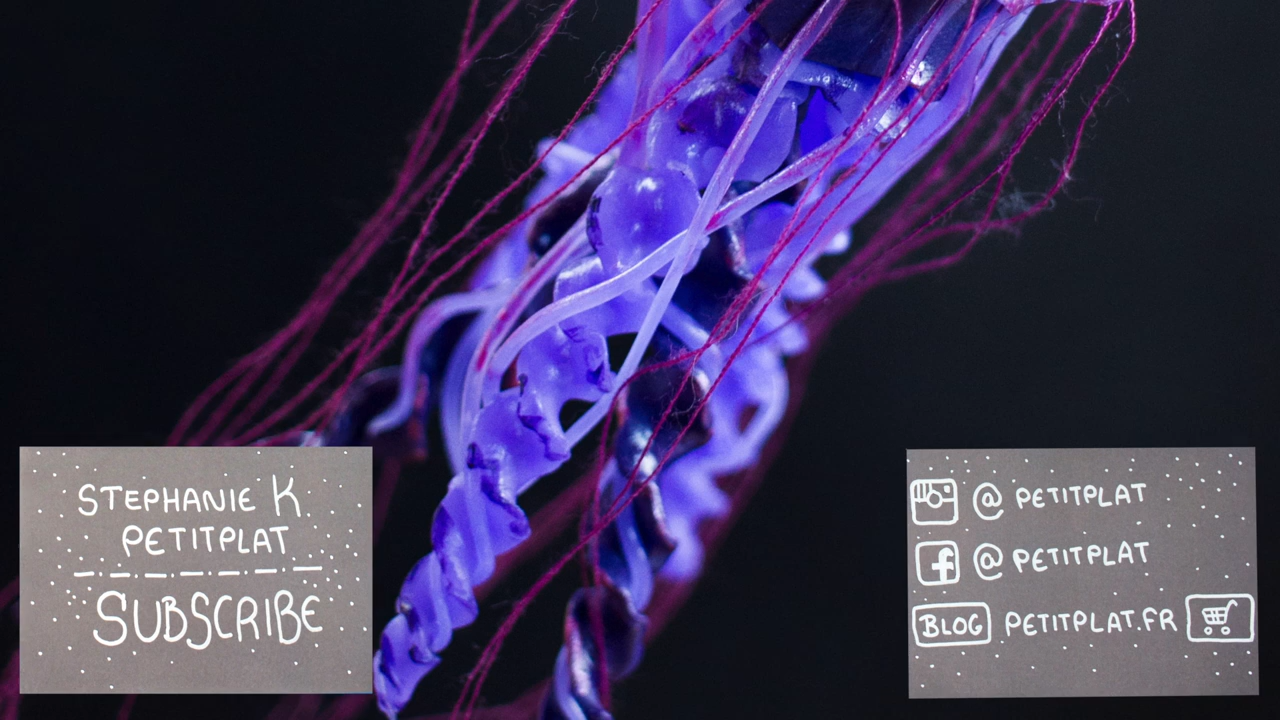 STEPHANIE K
PETITPLAT
SUBSCRIBE
@ PETITPLAT
@ PETITPLAT
BLOG PETITPLAT.FR